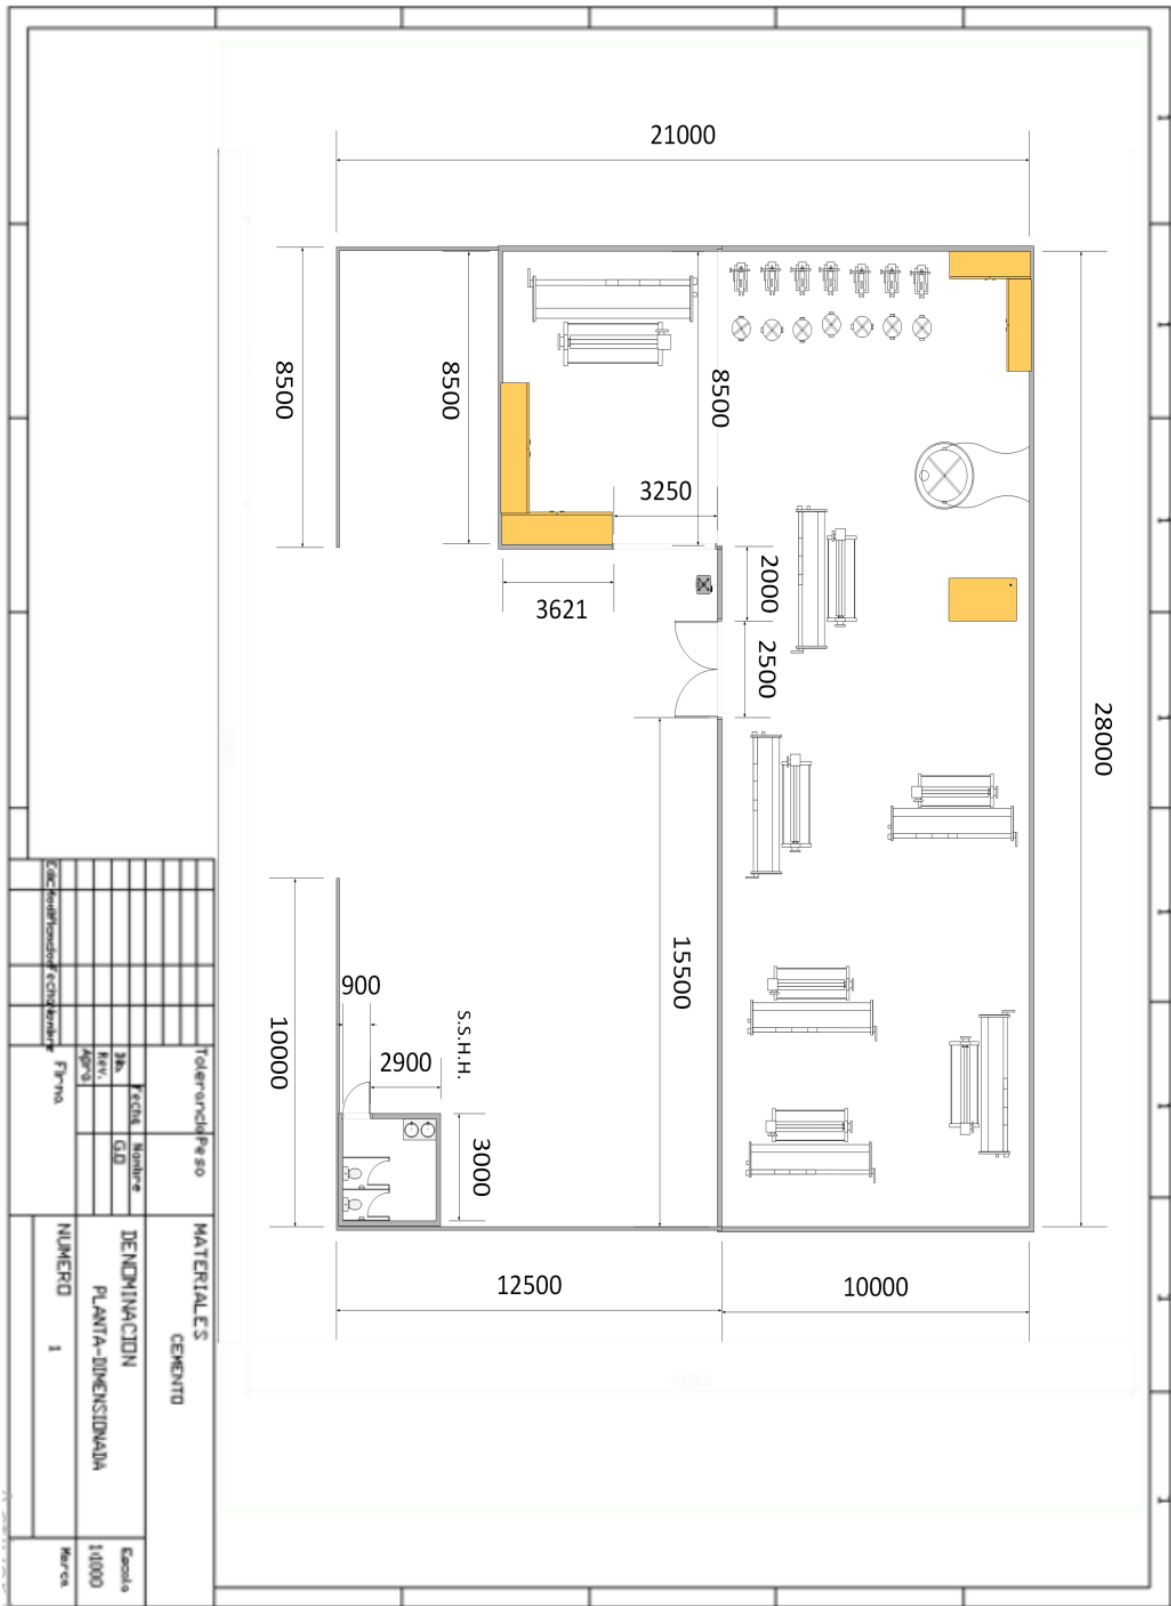 21000
8500
8500
8500
3250
3621
2000
2500
28000
15500
900
2900
S.S.H.H.
10000
3000
12500
10000
Tolerancia Peso
Fecha Nombre
Dib. G.D
Rev.
Apro.
Firma
MATERIALES
CEMENTO
DENOMINACION
PLANTA-DIMENSIONADA
NUMERO 1
Escala
1:1000
Marca